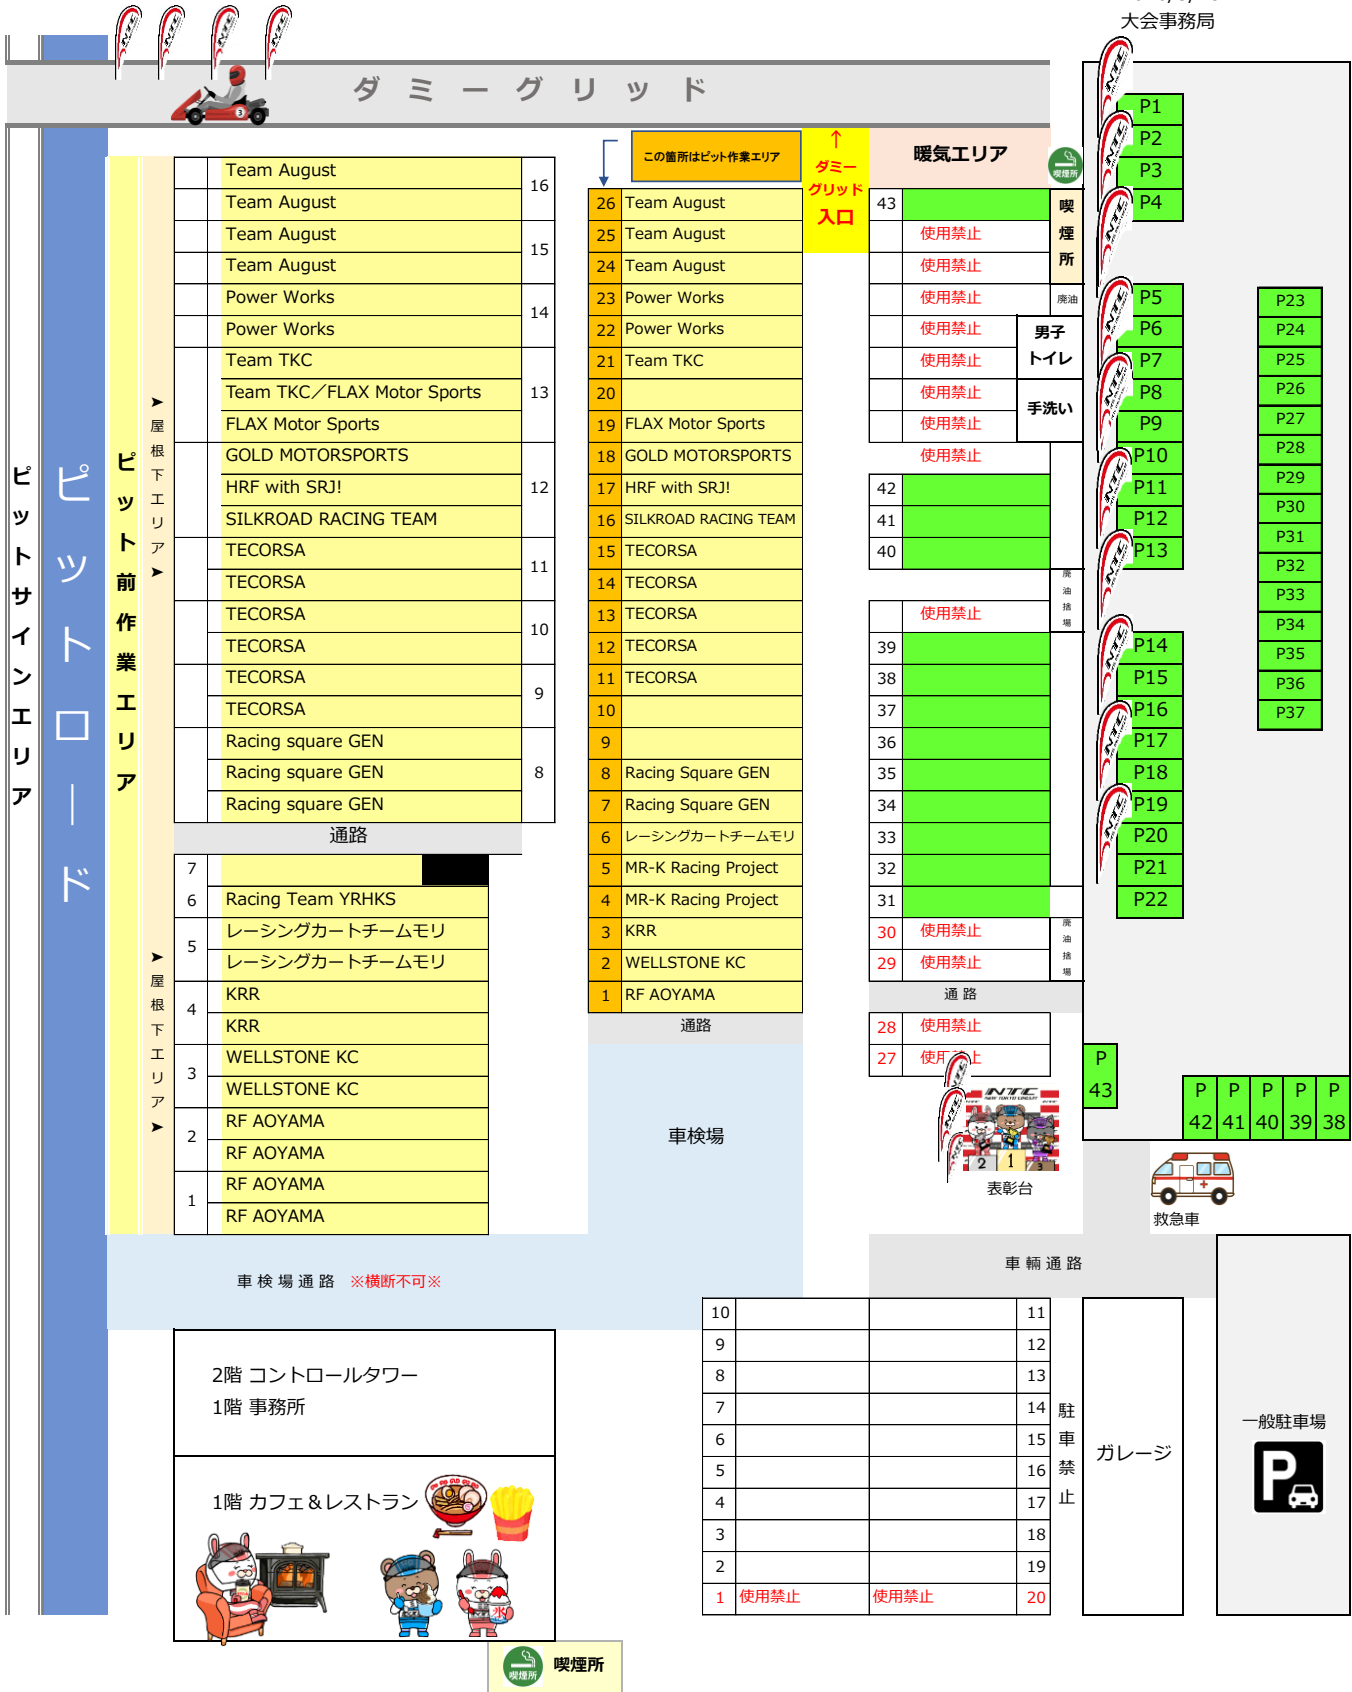 大会事務局
ダミーグリッド
ピットサインエリア
ピットロード
ピット前作業エリア
➤屋根下エリア➤
➤屋根下エリア➤
Team August
Team August
16
Team August
Team August
15
Power Works
Power Works
14
Team TKC
Team TKC／FLAX Motor Sports
FLAX Motor Sports
13
GOLD MOTORSPORTS
HRF with SRJ!
SILKROAD RACING TEAM
12
TECORSA
TECORSA
11
TECORSA
TECORSA
10
TECORSA
TECORSA
9
Racing square GEN
Racing square GEN
Racing square GEN
8
通路
7
6 Racing Team YRHKS
5
レーシングカートチームモリ
レーシングカートチームモリ
4
KRR
KRR
3
WELLSTONE KC
WELLSTONE KC
2
RF AOYAMA
RF AOYAMA
1
RF AOYAMA
RF AOYAMA
この箇所はピット作業エリア
26 Team August
25 Team August
24 Team August
23 Power Works
22 Power Works
21 Team TKC
20
19 FLAX Motor Sports
18 GOLD MOTORSPORTS
17 HRF with SRJ!
16 SILKROAD RACING TEAM
15 TECORSA
14 TECORSA
13 TECORSA
12 TECORSA
11 TECORSA
10
9
8 Racing Square GEN
7 Racing Square GEN
6 レーシングカートチームモリ
5 MR-K Racing Project
4 MR-K Racing Project
3 KRR
2 WELLSTONE KC
1 RF AOYAMA
通路
車検場
↑
ダミー
グリッド
入口
暖気エリア
喫煙所
喫煙所
43
使用禁止
使用禁止
使用禁止
廃油
使用禁止
使用禁止
男子
トイレ
使用禁止
使用禁止
手洗い
使用禁止
42
41
40
廃油捨場
使用禁止
39
38
37
36
35
34
33
32
31
30 使用禁止
29 使用禁止
廃油捨場
通路
28 使用禁止
27
NTC
2 1 3
表彰台
P1
P2
P3
P4
P5
P6
P7
P8
P9
P10
P11
P12
P13
P14
P15
P16
P17
P18
P19
P20
P21
P22
P23
P24
P25
P26
P27
P28
P29
P30
P31
P32
P33
P34
P35
P36
P37
P
43
P P P P P
42 41 40 39 38
救急車
車検場通路 ※横断不可※
車輌通路
2階 コントロールタワー
1階 事務所
1階 カフェ＆レストラン
氷
喫煙所 喫煙所
10 11
9 12
8 13
7 14
6 15
5 16
4 17
3 18
2 19
1 使用禁止 使用禁止 20
駐車禁止
ガレージ
一般駐車場
P